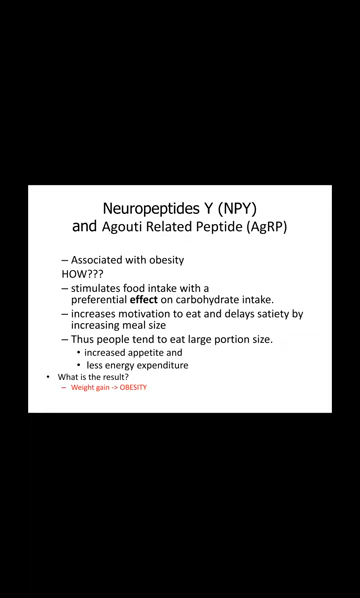 Neuropeptides Y (NPY)
and Agouti Related Peptide (AgRP)
– Associated with obesity
HOW???
– stimulates food intake with a
preferential effect on carbohydrate intake.
– increases motivation to eat and delays satiety by
increasing meal size
– Thus people tend to eat large portion size.
• increased appetite and
• less energy expenditure
• What is the result?
– Weight gain -> OBESITY